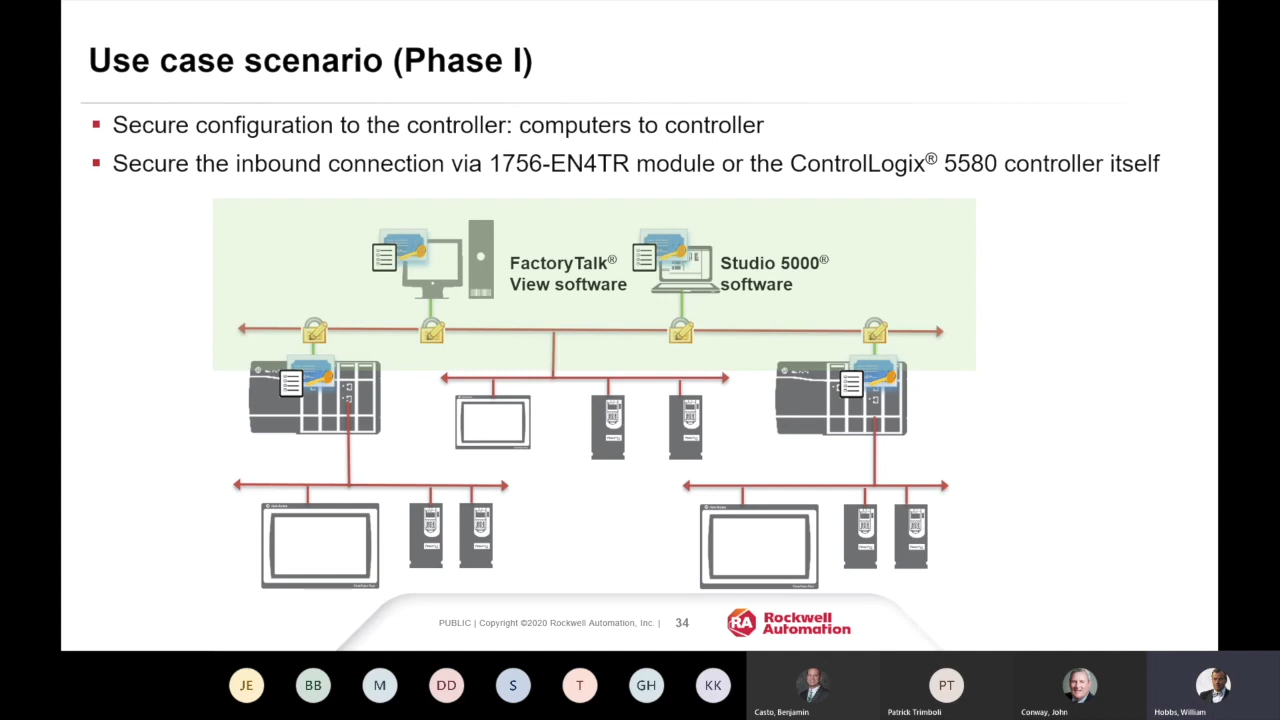 Use case scenario (Phase I)
▪ Secure configuration to the controller: computers to controller
▪ Secure the inbound connection via 1756-EN4TR module or the ControlLogix® 5580 controller itself
FactoryTalk®
View software
Studio 5000®
software
PUBLIC | Copyright ©2020 Rockwell Automation, Inc. | 34
RA Rockwell
Automation
JE BB M DD S T GH KK PT
Casto, Benjamin Patrick Trimboli Conway, John Hobbs, William